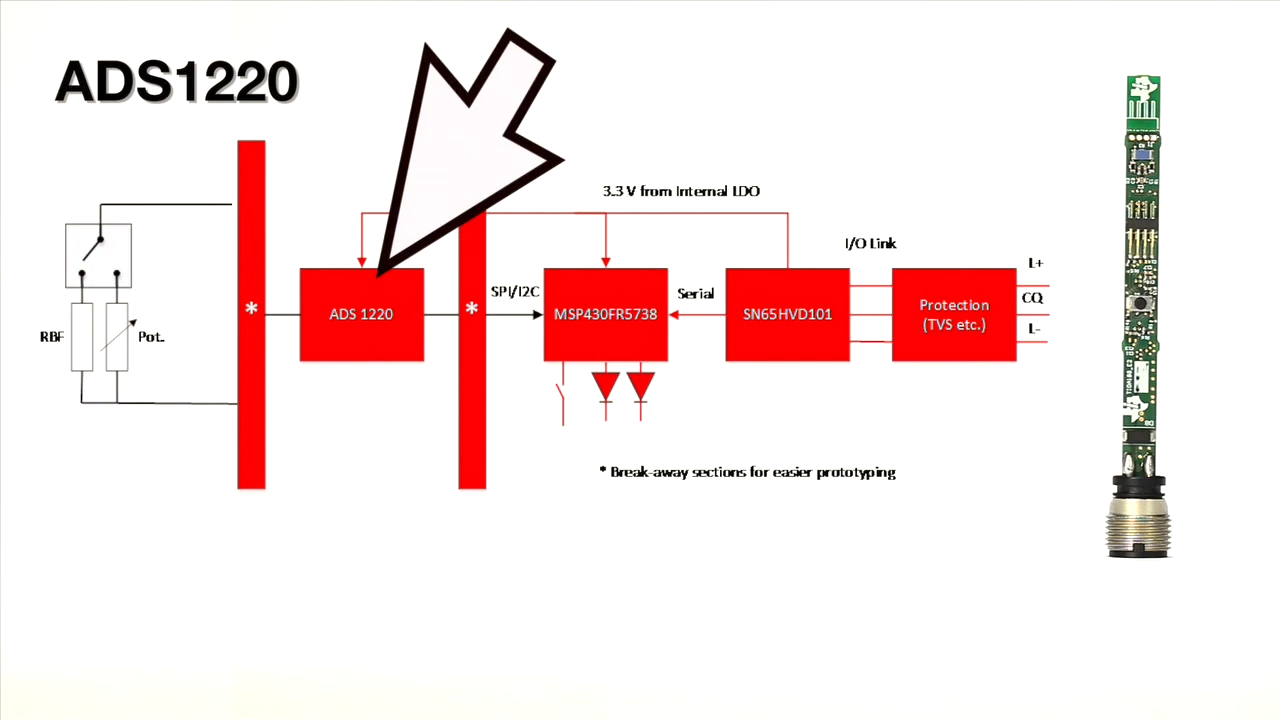 ADS1220
3.3 V from Internal LDO
I/O Link
L+
SPI/I2C
Serial
CQ
*
ADS 1220
*
MSP430FR5738
SN65HVD101
Protection
(TVS etc.)
L-
RBF
Pot.
* Break-away sections for easier prototyping